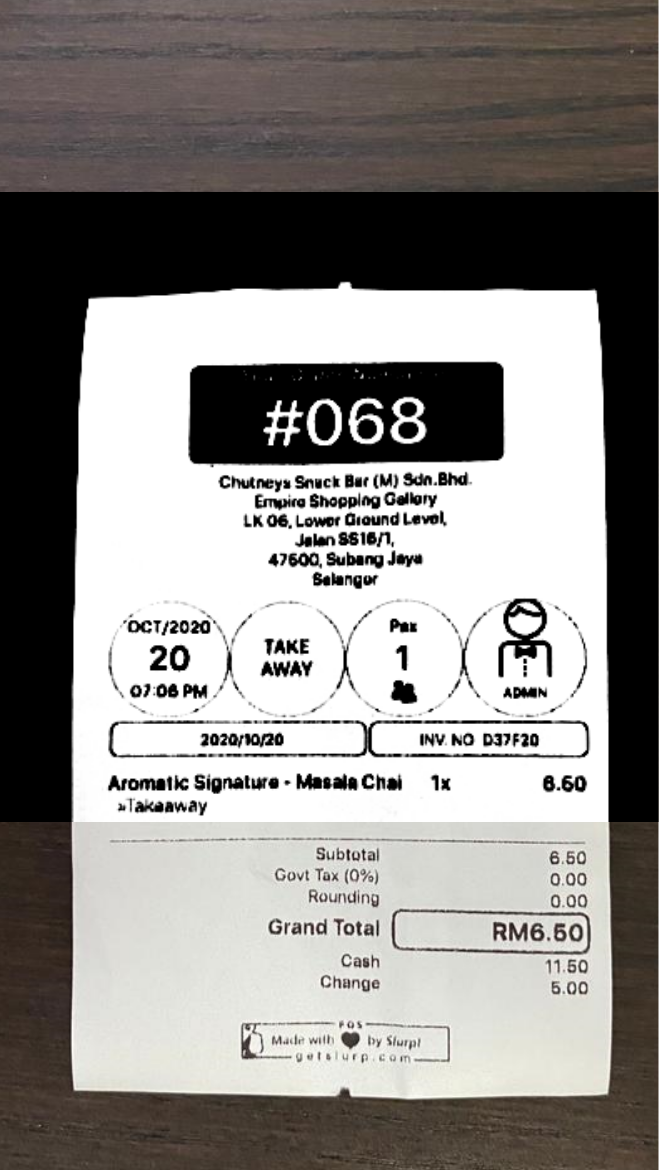 #068
Chutneys Snack Bar (M) Sdn.Bhd.
Empire Shopping Gallery
LK 06, Lower Ground Level,
Jalan SS16/1,
47500, Subang Jaya
Selangor
OCT/2020
20
07:06 PM
TAKE
AWAY
Pax
1
ADMIN
2020/10/20 INV. NO D37F20
Aromatic Signature - Masala Chai 1x 6.50
»Takeaway
Subtotal 6.50
Govt Tax (0%) 0.00
Rounding 0.00
Grand Total RM6.50
Cash 11.50
Change 5.00
POS
Made with by Slurp!
getslurp.com